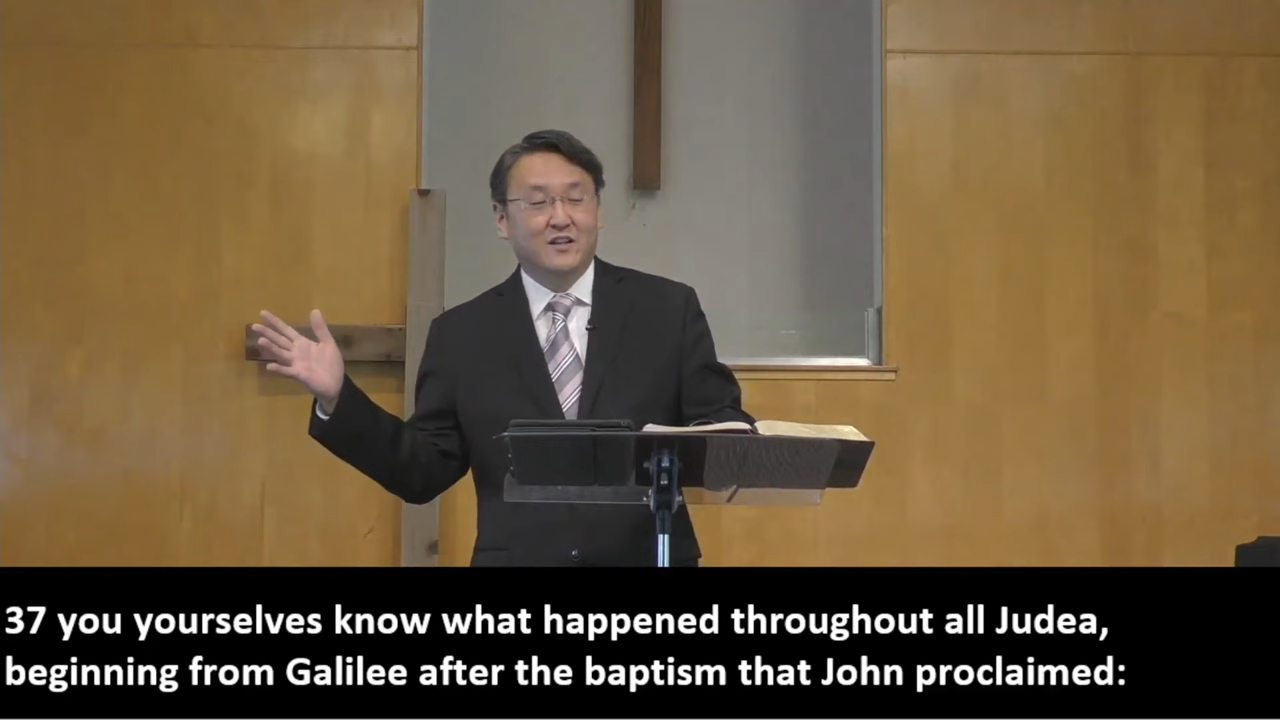 37 you yourselves know what happened throughout all Judea,
beginning from Galilee after the baptism that John proclaimed: